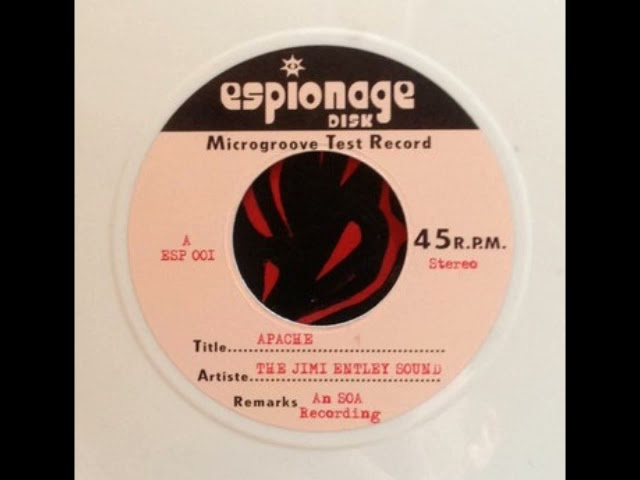 espionage
DISK
Microgroove Test Record
A
ESP 001
45 R.P.M.
Stereo
Title APACHE
Artiste THE JIMI ENTLEY SOUND
Remarks An SOA
Recording